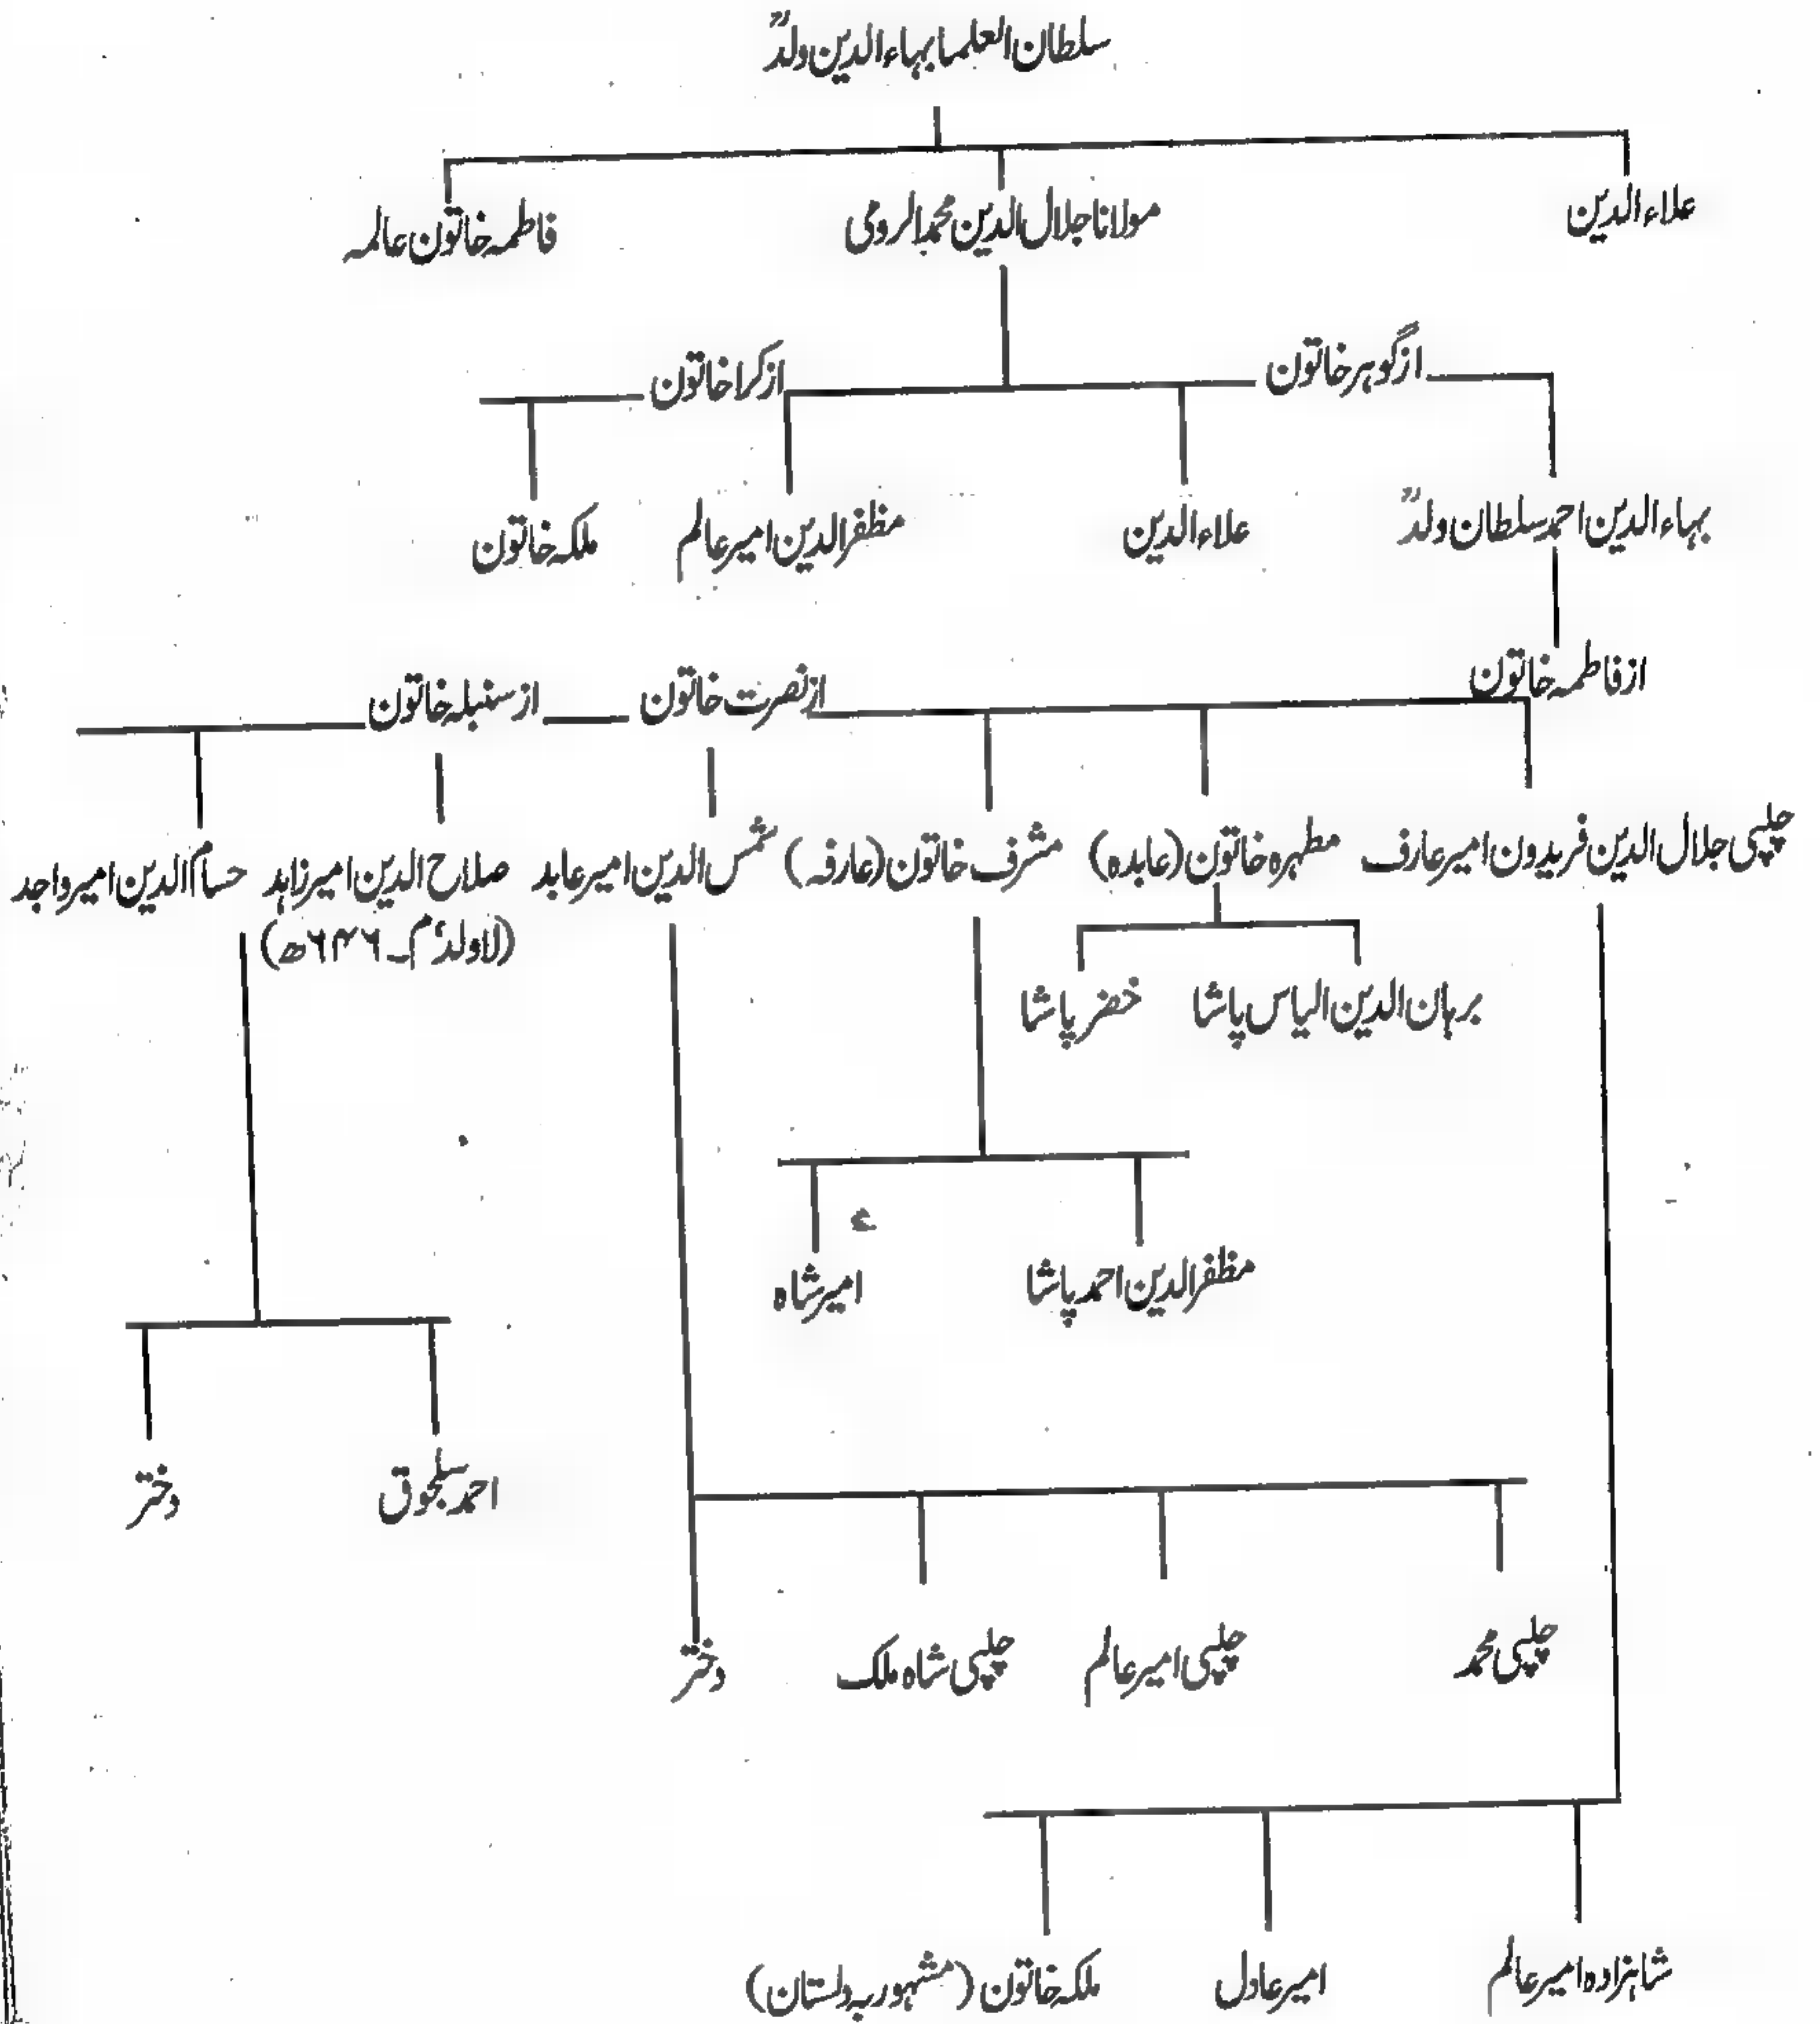 سلطان العلما بہاء الدین ولدؒ
علاء الدین
مولانا جلال الدین محمد الرومی
فاطمہ خاتون عالمہ
از گوہر خاتون
از کرا خاتون
بہاء الدین احمد سلطان ولدؒ
علاء الدین
مظفر الدین امیر عالم
ملکہ خاتون
از فاطمہ خاتون
از نصرت خاتون
از سنبلہ خاتون
چلپی جلال الدین فریدون امیر عارف
مطہرہ خاتون (عابدہ)
مشرف خاتون (عارفہ)
شمس الدین امیر عابد
صلاح الدین امیر زاہد
(لا ولد، م۔ ۶۴۶ھ)
حسام الدین امیر واجد
برہان الدین الیاس پاشا
خضر پاشا
مظفر الدین احمد پاشا
امیر شاہ
احمد سلجوق
دختر
چلپی محمد
چلپی امیر عالم
چلپی شاہ ملک
دختر
شاہزادہ امیر عالم
امیر عادل
ملکہ خاتون (مشہور بہ دلستان)